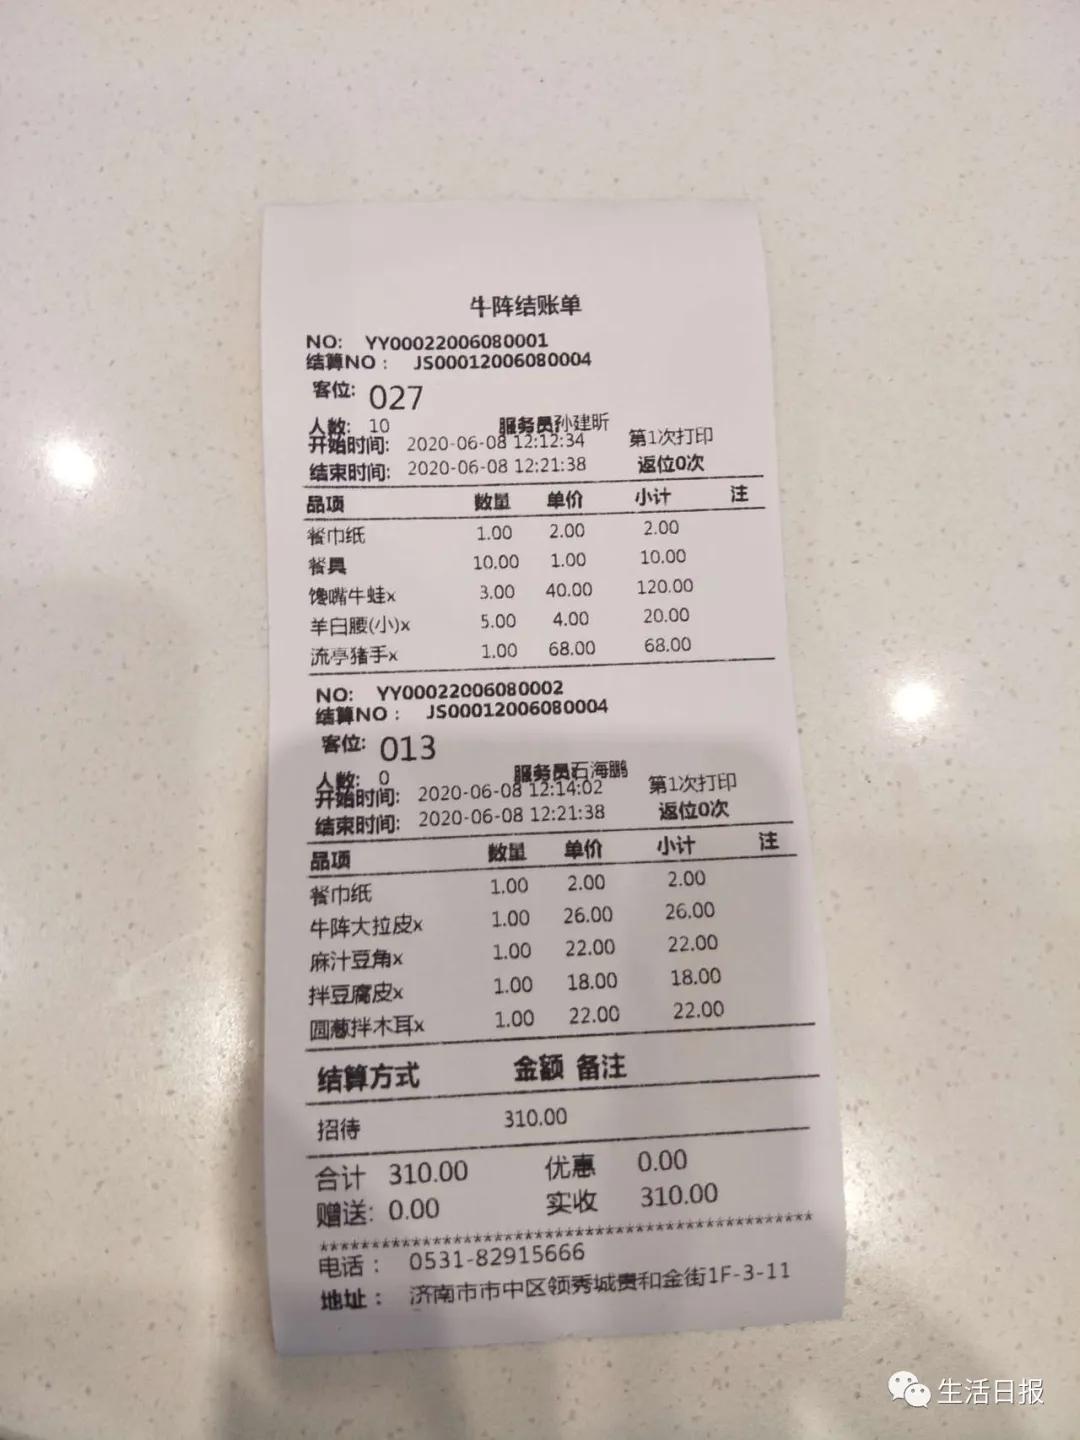 牛阵结账单
NO: YY00022006080001
结算NO： JS00012006080004
客位: 027
人数: 10 服务员:孙建昕
开始时间: 2020-06-08 12:12:34 第1次打印
结束时间: 2020-06-08 12:21:38 返位0次
品项 数量 单价 小计 注
餐巾纸 1.00 2.00 2.00
餐具 10.00 1.00 10.00
馋嘴牛蛙x 3.00 40.00 120.00
羊白腰(小)x 5.00 4.00 20.00
流亭猪手x 1.00 68.00 68.00
NO: YY00022006080002
结算NO： JS00012006080004
客位: 013
人数: 0 服务员:石海鹏
开始时间: 2020-06-08 12:14:02 第1次打印
结束时间: 2020-06-08 12:21:38 返位0次
品项 数量 单价 小计 注
餐巾纸 1.00 2.00 2.00
牛阵大拉皮x 1.00 26.00 26.00
麻汁豆角x 1.00 22.00 22.00
拌豆腐皮x 1.00 18.00 18.00
圆葱拌木耳x 1.00 22.00 22.00
结算方式 金额 备注
招待 310.00
合计 310.00 优惠 0.00
赠送: 0.00 实收 310.00
************************************************
电话： 0531-82915666
地址： 济南市市中区领秀城贵和金街1F-3-11
生活日报